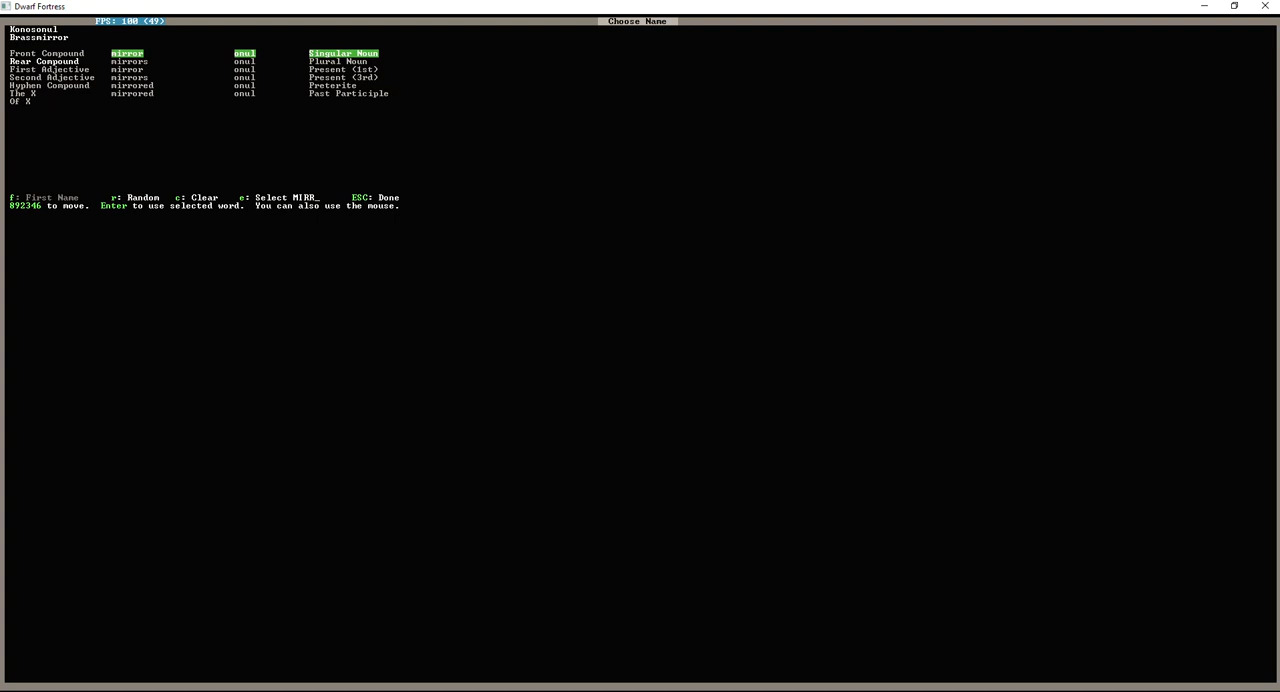 Dwarf Fortress
FPS: 100 (49) Choose Name
Konosonul
Brassmirror
Front Compound mirror onul Singular Noun
Rear Compound mirrors onul Plural Noun
First Adjective mirror onul Present (1st)
Second Adjective mirrors onul Present (3rd)
Hyphen Compound mirrored onul Preterite
The X mirrored onul Past Participle
Of X
f: First Name r: Random c: Clear e: Select MIRR_ ESC: Done
892346 to move. Enter to use selected word. You can also use the mouse.